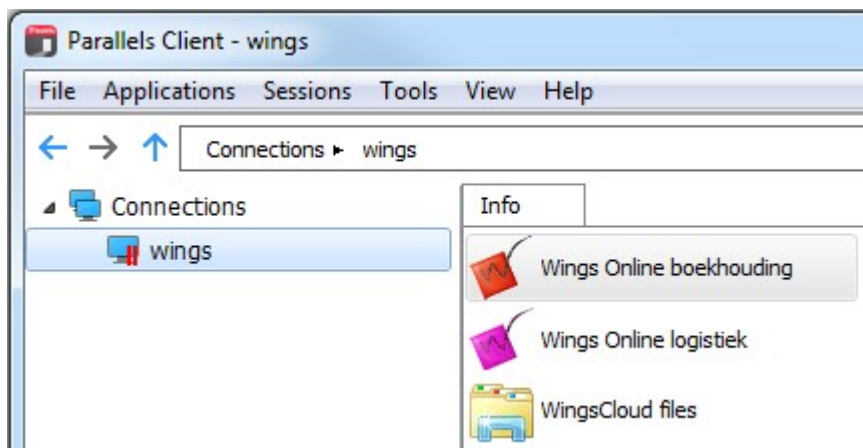 Parallels Client - wings
File Applications Sessions Tools View Help
Connections wings
Connections
wings
Info
Wings Online boekhouding
Wings Online logistiek
WingsCloud files